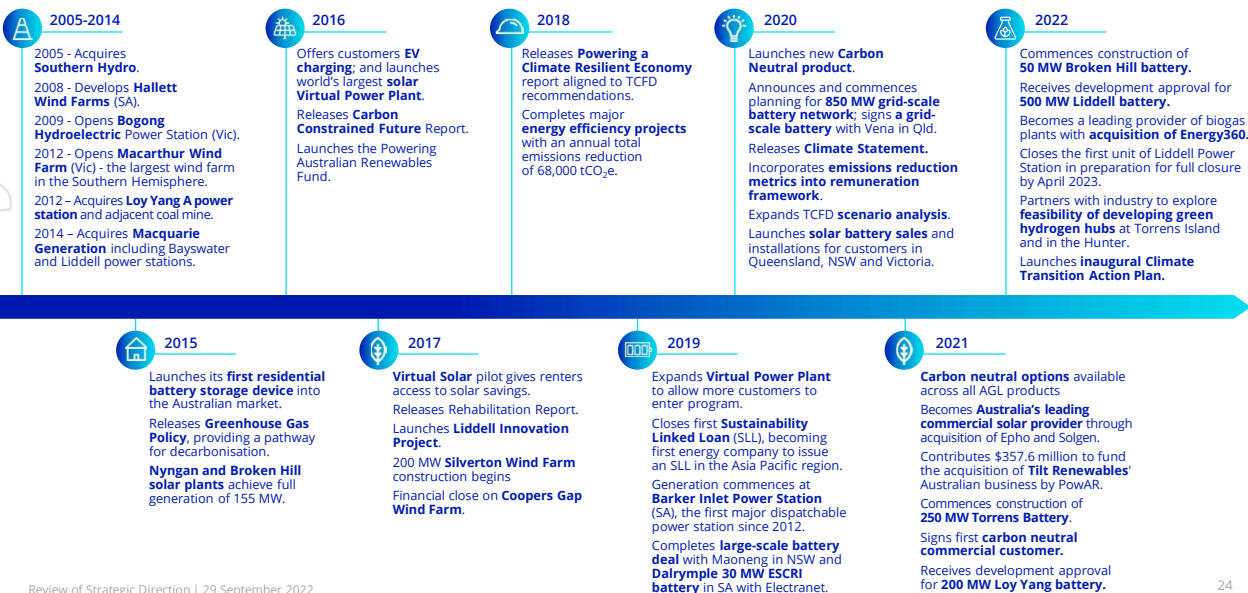 2005-2014
2005 - Acquires
Southern Hydro.
2008 - Develops Hallett
Wind Farms (SA).
2009 - Opens Bogong
Hydroelectric Power Station (Vic).
2012 - Opens Macarthur Wind
Farm (Vic) - the largest wind farm
in the Southern Hemisphere.
2012 – Acquires Loy Yang A power
station and adjacent coal mine.
2014 – Acquires Macquarie
Generation including Bayswater
and Liddell power stations.
2016
Offers customers EV
charging; and launches
world's largest solar
Virtual Power Plant.
Releases Carbon
Constrained Future Report.
Launches the Powering
Australian Renewables
Fund.
2018
Releases Powering a
Climate Resilient Economy
report aligned to TCFD
recommendations.
Completes major
energy efficiency projects
with an annual total
emissions reduction
of 68,000 tCO₂e.
2020
Launches new Carbon
Neutral product.
Announces and commences
planning for 850 MW grid-scale
battery network; signs a grid-
scale battery with Vena in Qld.
Releases Climate Statement.
Incorporates emissions reduction
metrics into remuneration
framework.
Expands TCFD scenario analysis.
Launches solar battery sales and
installations for customers in
Queensland, NSW and Victoria.
2022
Commences construction of
50 MW Broken Hill battery.
Receives development approval for
500 MW Liddell battery.
Becomes a leading provider of biogas
plants with acquisition of Energy360.
Closes the first unit of Liddell Power
Station in preparation for full closure
by April 2023.
Partners with industry to explore
feasibility of developing green
hydrogen hubs at Torrens Island
and in the Hunter.
Launches inaugural Climate
Transition Action Plan.
2015
Launches its first residential
battery storage device into
the Australian market.
Releases Greenhouse Gas
Policy, providing a pathway
for decarbonisation.
Nyngan and Broken Hill
solar plants achieve full
generation of 155 MW.
2017
Virtual Solar pilot gives renters
access to solar savings.
Releases Rehabilitation Report.
Launches Liddell Innovation
Project.
200 MW Silverton Wind Farm
construction begins
Financial close on Coopers Gap
Wind Farm.
2019
Expands Virtual Power Plant
to allow more customers to
enter program.
Closes first Sustainability
Linked Loan (SLL), becoming
first energy company to issue
an SLL in the Asia Pacific region.
Generation commences at
Barker Inlet Power Station
(SA), the first major dispatchable
power station since 2012.
Completes large-scale battery
deal with Maoneng in NSW and
Dalrymple 30 MW ESCRI
battery in SA with Electranet.
2021
Carbon neutral options available
across all AGL products
Becomes Australia's leading
commercial solar provider through
acquisition of Epho and Solgen.
Contributes $357.6 million to fund
the acquisition of Tilt Renewables'
Australian business by PowAR.
Commences construction of
250 MW Torrens Battery.
Signs first carbon neutral
commercial customer.
Receives development approval
for 200 MW Loy Yang battery.
Review of Strategic Direction | 29 September 2022
24